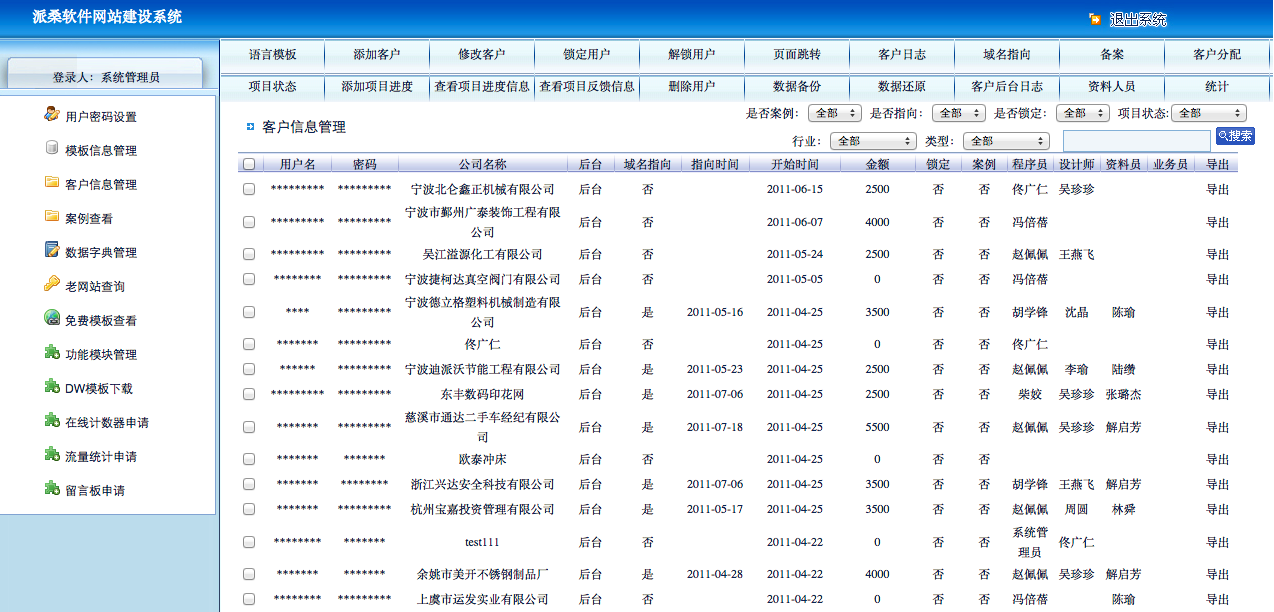 派桑软件网站建设系统
退出系统
登录人：系统管理员
用户密码设置
模板信息管理
客户信息管理
案例查看
数据字典管理
老网站查询
免费模板查看
功能模块管理
DW模板下载
在线计数器申请
流量统计申请
留言板申请
语言模板 添加客户 修改客户 锁定用户 解锁用户 页面跳转 客户日志 域名指向 备案 客户分配
项目状态 添加项目进度 查看项目进度信息 查看项目反馈信息 删除用户 数据备份 数据还原 客户后台日志 资料人员 统计
客户信息管理
是否案例: 全部 是否指向: 全部 是否锁定: 全部 项目状态: 全部
行业: 全部 类型: 全部 搜索
用户名 密码 公司名称 后台 域名指向 指向时间 开始时间 金额 锁定 案例 程序员 设计师 资料员 业务员 导出
********* ********* 宁波北仑鑫正机械有限公司 后台 否 2011-06-15 2500 否 否 佟广仁 吴珍珍 导出
********* ********* 宁波市鄞州广泰装饰工程有限
公司 后台 否 2011-06-07 4000 否 否 冯倍蓓 导出
********* ********* 吴江溢源化工有限公司 后台 否 2011-05-24 2500 否 否 赵佩佩 王燕飞 导出
******** ********* 宁波捷柯达真空阀门有限公司 后台 否 2011-05-05 0 否 否 冯倍蓓 导出
**** ********* 宁波德立格塑料机械制造有限
公司 后台 是 2011-05-16 2011-04-25 3500 否 否 胡学锋 沈晶 陈瑜 导出
******* ********* 佟广仁 后台 否 2011-04-25 0 否 否 佟广仁 导出
****** ********* 宁波迪派沃节能工程有限公司 后台 是 2011-05-23 2011-04-25 2500 否 否 赵佩佩 李瑜 陆缵 导出
********* ********* 东丰数码印花网 后台 是 2011-07-06 2011-04-25 2500 否 否 柴姣 吴珍珍 张璐杰 导出
******* ********* 慈溪市通达二手车经纪有限公
司 后台 是 2011-07-18 2011-04-25 5500 否 否 赵佩佩 吴珍珍 解启芳 导出
******* ******* 欧泰冲床 后台 否 2011-04-25 0 否 否 导出
******* ******** 浙江兴达安全科技有限公司 后台 是 2011-07-06 2011-04-25 3500 否 否 胡学锋 王燕飞 解启芳 导出
******* ********* 杭州宝嘉投资管理有限公司 后台 是 2011-05-17 2011-04-25 3500 否 否 赵佩佩 周圆 林舜 导出
******** ******* test111 后台 否 2011-04-22 0 否 否 系统管
理员 佟广仁 导出
******* ******* 余姚市美开不锈钢制品厂 后台 是 2011-04-28 2011-04-22 4000 否 否 赵佩佩 吴珍珍 解启芳 导出
******** ********* 上虞市运发实业有限公司 后台 否 2011-04-22 0 否 否 冯倍蓓 陈瑜 导出